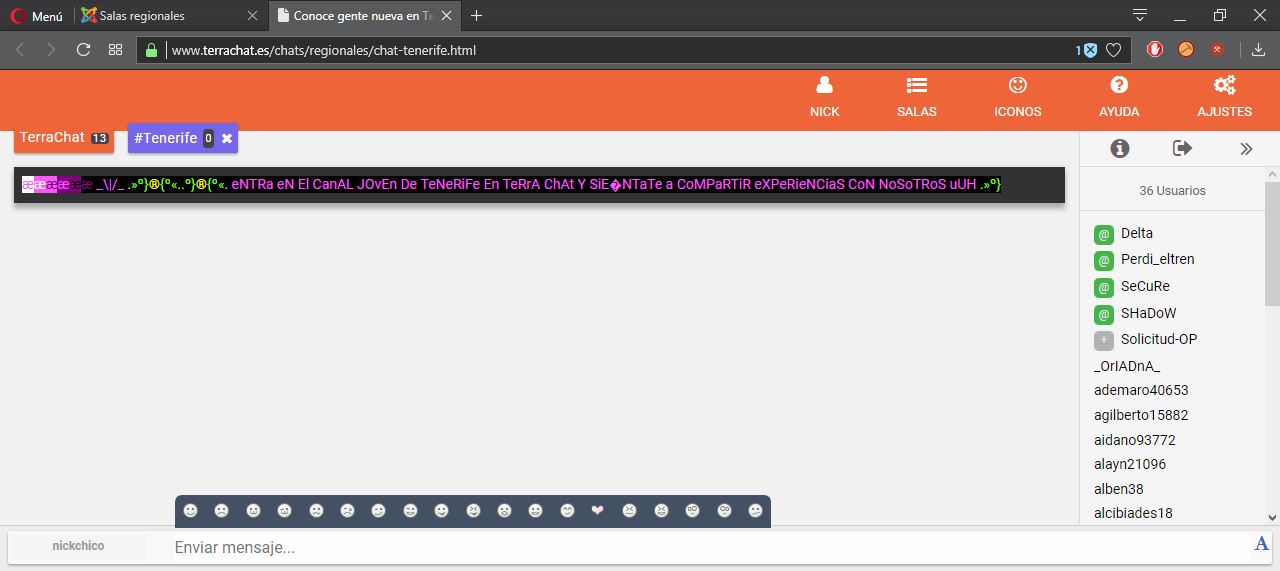 Menú
Salas regionales
Conoce gente nueva en Te
www.terrachat.es/chats/regionales/chat-tenerife.html
1
NICK
SALAS
ICONOS
AYUDA
AJUSTES
TerraChat 13
#Tenerife 0
ææææææ _\|/_ .»º}®{º«..º}®{º«. eNTRa eN El CanAL JOvEn De TeNeRiFe En TeRrA ChAt Y SiE�NTaTe a CoMPaRTiR eXPeRieNCiaS CoN NoSoTRoS uUH .»º}
36 Usuarios
@ Delta
@ Perdi_eltren
@ SeCuRe
@ SHaDoW
+ Solicitud-OP
_OrIADnA_
ademaro40653
agilberto15882
aidano93772
alayn21096
alben38
alcibiades18
nickchico
Enviar mensaje...
A